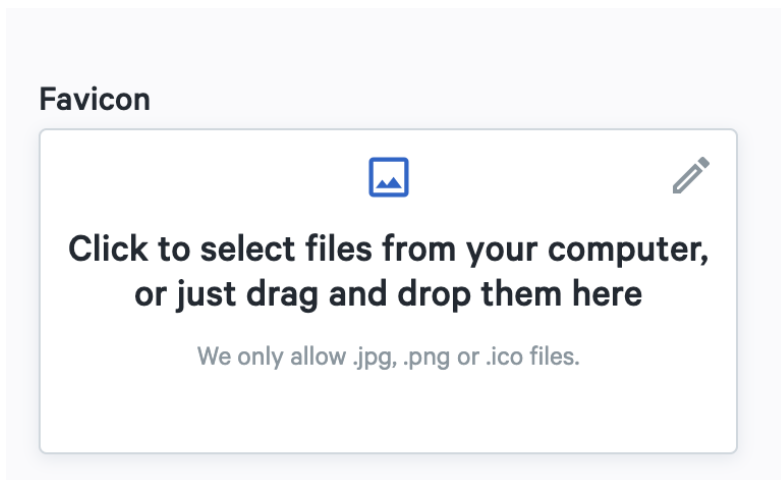 Favicon
Click to select files from your computer,
or just drag and drop them here
We only allow .jpg, .png or .ico files.